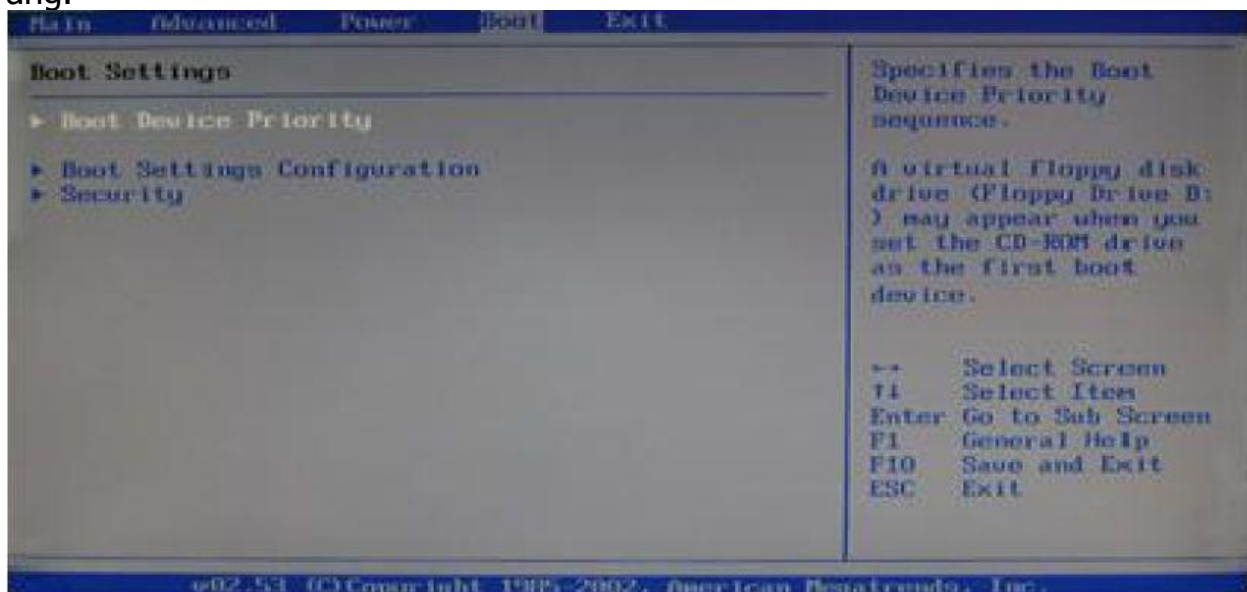 ang.
Main Advanced Power Boot Exit
Boot Settings
► Boot Device Priority
► Boot Settings Configuration
► Security
Specifies the Boot
Device Priority
sequence.
A virtual floppy disk
drive (Floppy Drive B:
) may appear when you
set the CD-ROM drive
as the first boot
device.
←→ Select Screen
↑↓ Select Item
Enter Go to Sub Screen
F1 General Help
F10 Save and Exit
ESC Exit
v02.53 (C)Copyright 1985-2002, American Megatrends, Inc.